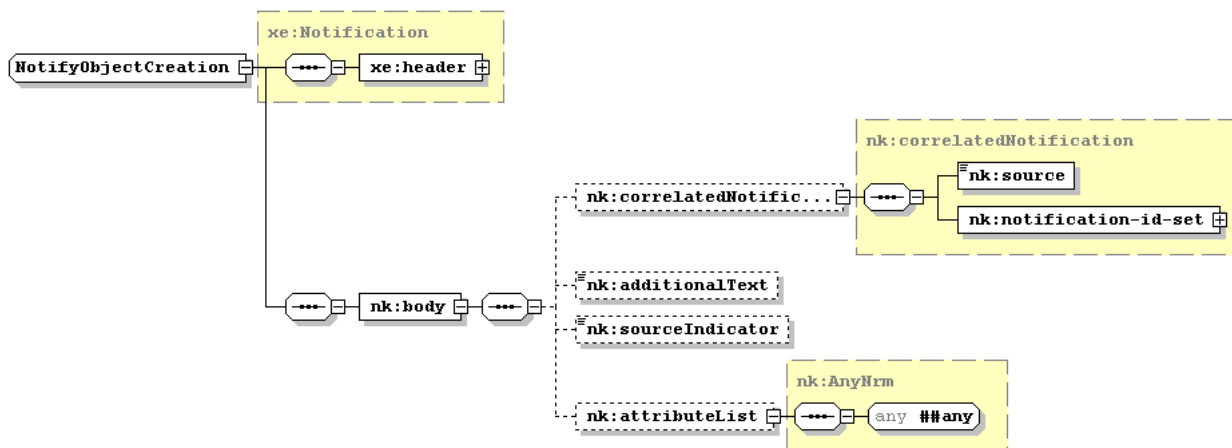 xe:Notification
NotifyObjectCreation
xe:header
nk:correlatedNotification
nk:source
nk:correlatedNotific...
nk:notification-id-set
nk:additionalText
nk:body
nk:sourceIndicator
nk:AnyNrm
nk:attributeList
any ##any